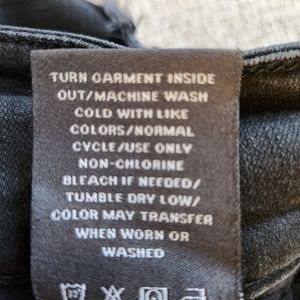 TURN GARMENT INSIDE
OUT/MACHINE WASH
COLD WITH LIKE
COLORS/NORMAL
CYCLE/USE ONLY
NON-CHLORINE
BLEACH IF NEEDED/
TUMBLE DRY LOW/
COLOR MAY TRANSFER
WHEN WORN OR
WASHED